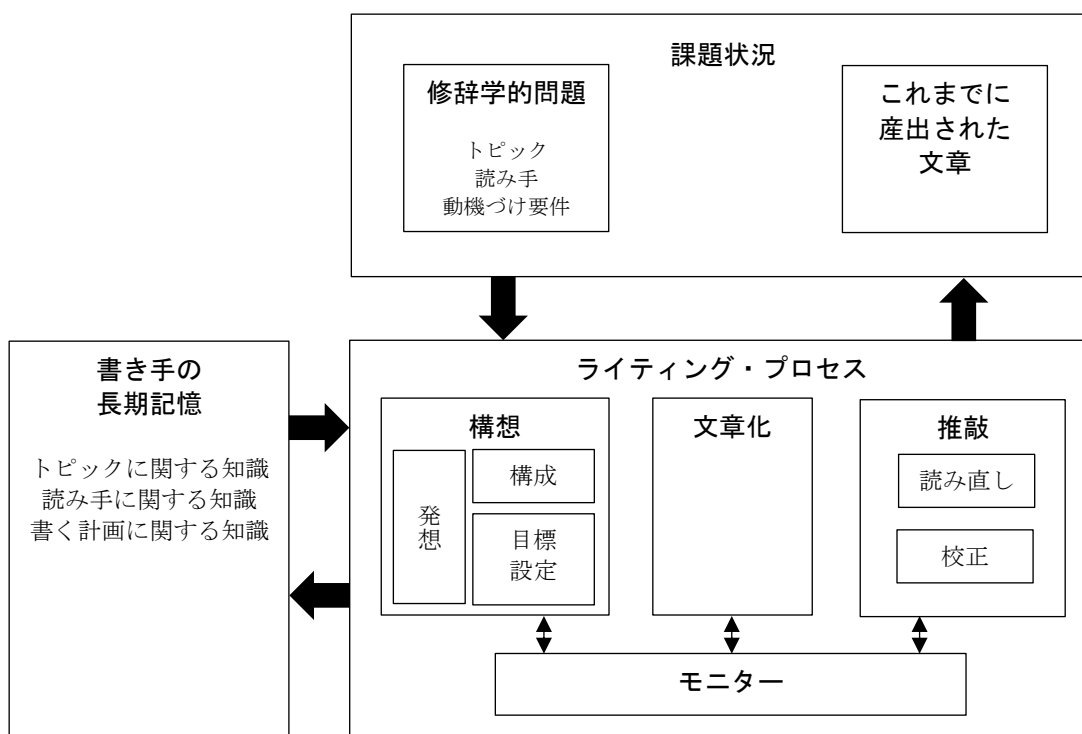 課題状況
修辞学的問題
トピック
読み手
動機づけ要件
これまでに
産出された
文章
書き手の
長期記憶
トピックに関する知識
読み手に関する知識
書く計画に関する知識
ライティング・プロセス
構想
発想
構成
目標
設定
文章化
推敲
読み直し
校正
モニター